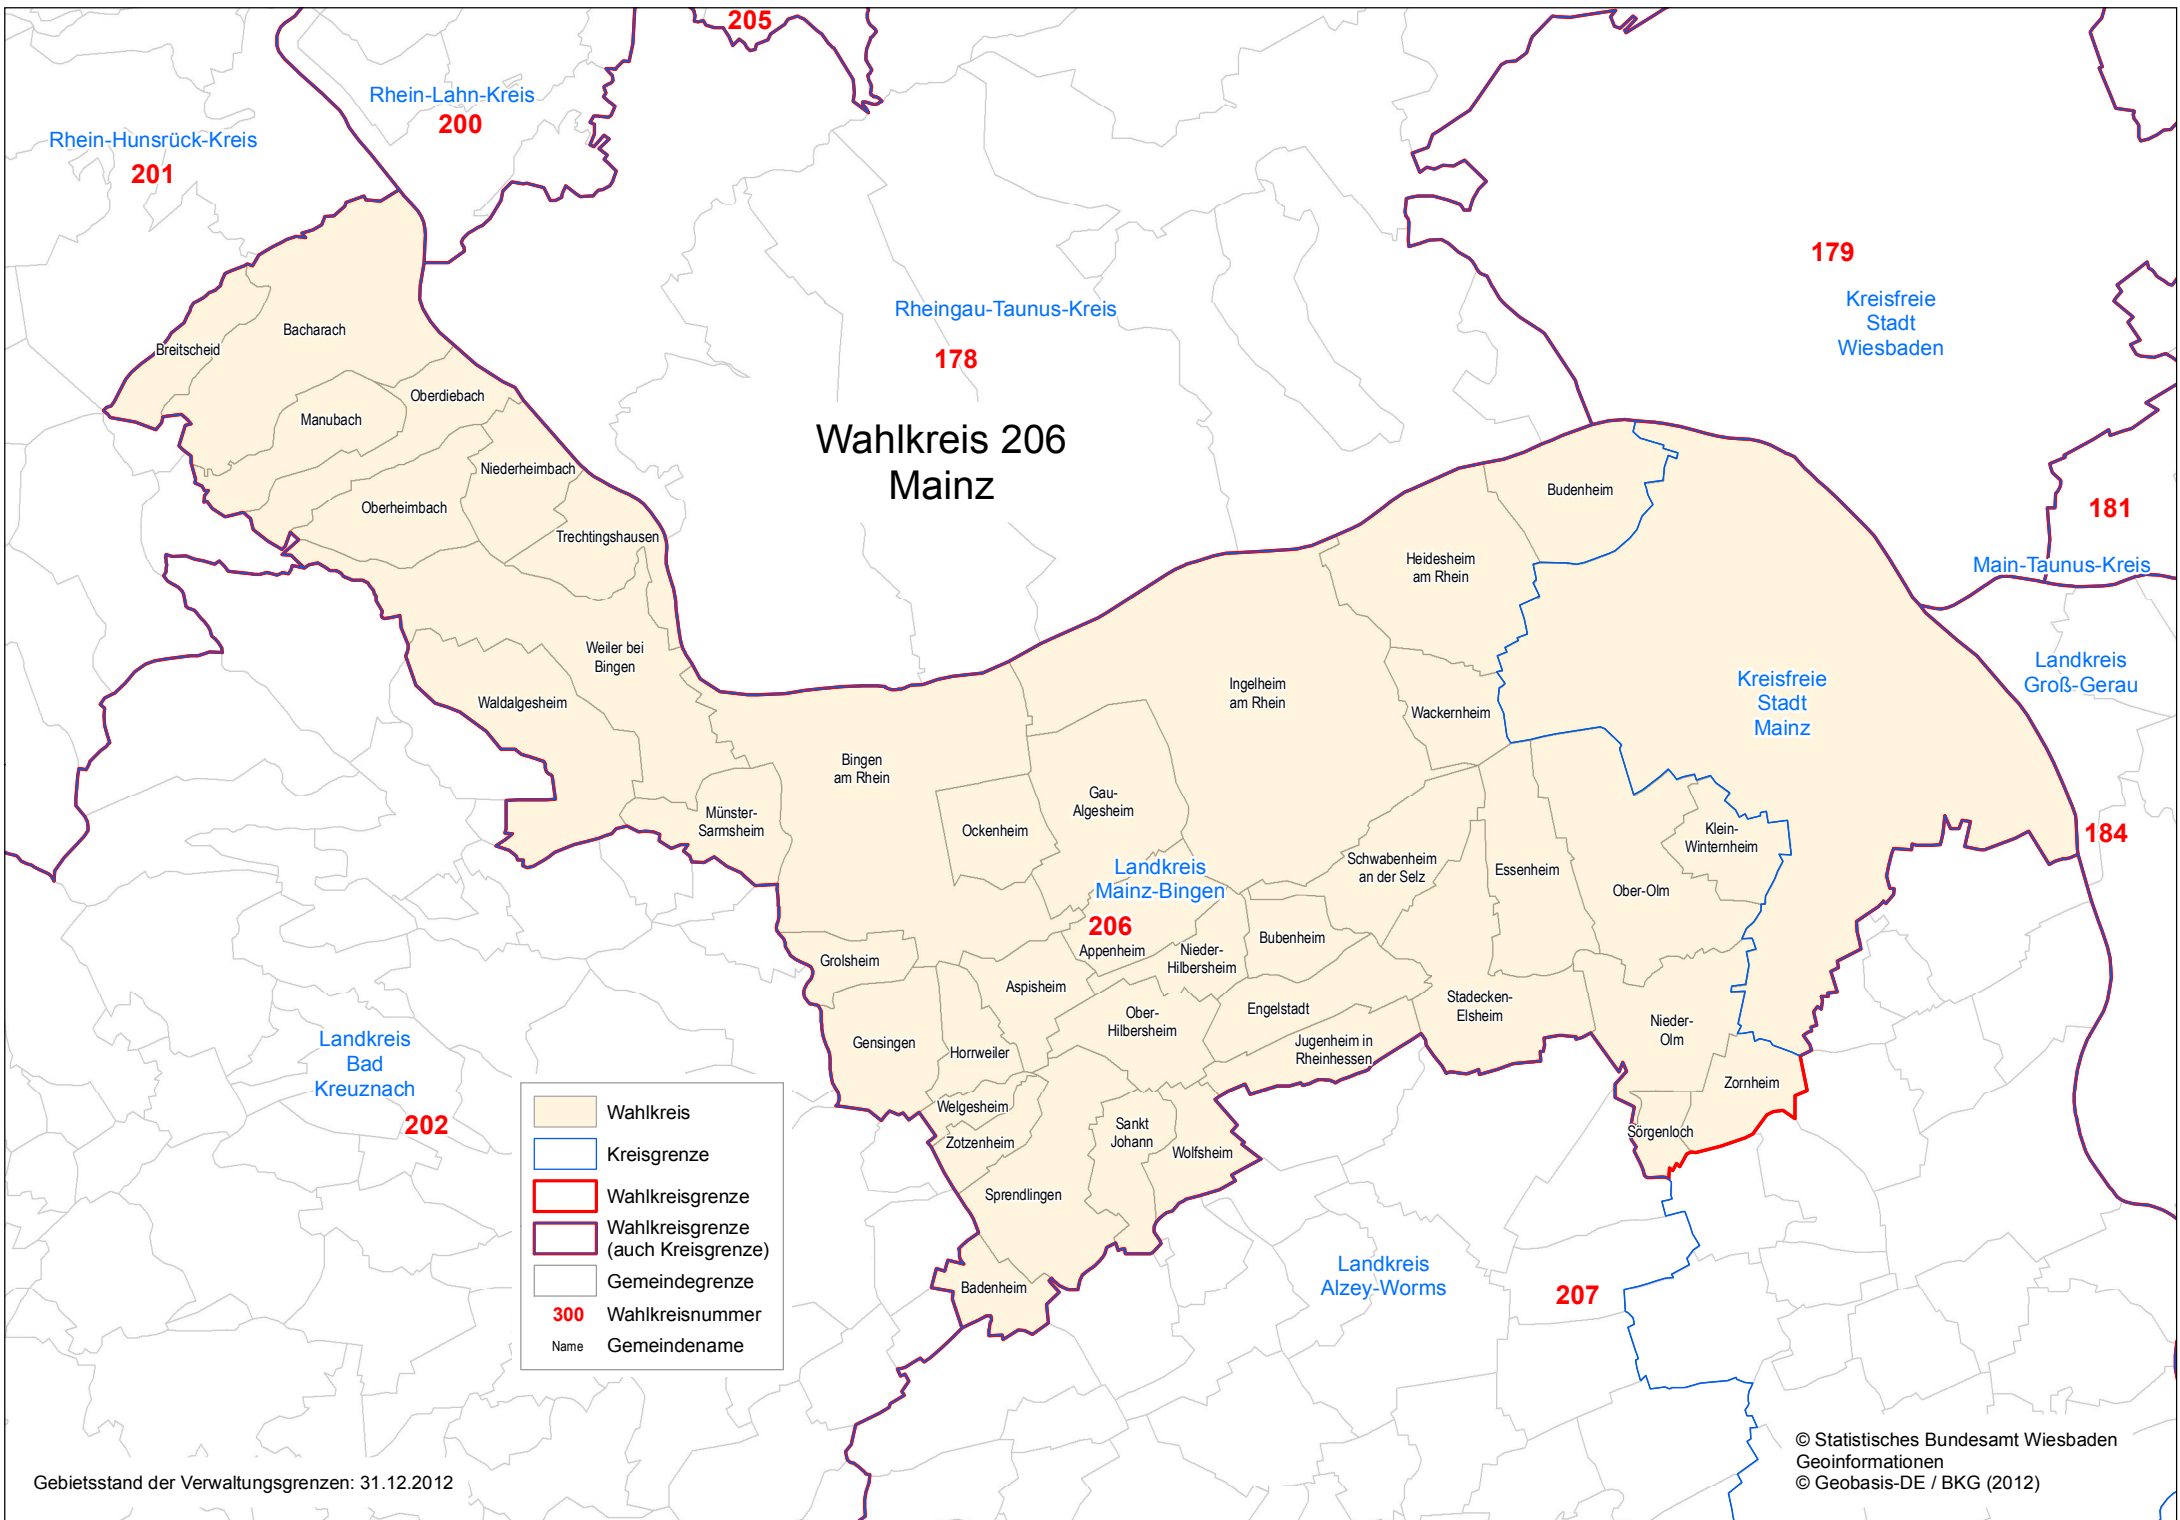 205
Rhein-Lahn-Kreis
200
Rhein-Hunsrück-Kreis
201
179
Kreisfreie
Stadt
Wiesbaden
Rheingau-Taunus-Kreis
178
Wahlkreis 206
Mainz
Bacharach
Breitscheid
Oberdiebach
Manubach
Niederheimbach
Oberheimbach
Trechtingshausen
Budenheim
181
Heidesheim
am Rhein
Main-Taunus-Kreis
Weiler bei
Bingen
Landkreis
Groß-Gerau
Waldalgesheim
Ingelheim
am Rhein
Wackernheim
Kreisfreie
Stadt
Mainz
Bingen
am Rhein
Gau-
Algesheim
Münster-
Sarmsheim
Ockenheim
Klein-
Winternheim
184
Schwabenheim
an der Selz
Essenheim
Ober-Olm
Landkreis
Mainz-Bingen
206
Appenheim
Nieder-
Hilbersheim
Bubenheim
Grolsheim
Aspisheim
Ober-
Hilbersheim
Engelstadt
Stadecken-
Elsheim
Nieder-
Olm
Gensingen
Horrweiler
Jugenheim in
Rheinhessen
Zornheim
Landkreis
Bad
Kreuznach
202
Welgesheim
Zotzenheim
Sankt
Johann
Wolfsheim
Sörgenloch
Sprendlingen
Badenheim
Landkreis
Alzey-Worms
207
Wahlkreis
Kreisgrenze
Wahlkreisgrenze
Wahlkreisgrenze
(auch Kreisgrenze)
Gemeindegrenze
300 Wahlkreisnummer
Name Gemeindename
Gebietsstand der Verwaltungsgrenzen: 31.12.2012
© Statistisches Bundesamt Wiesbaden
Geoinformationen
© Geobasis-DE / BKG (2012)